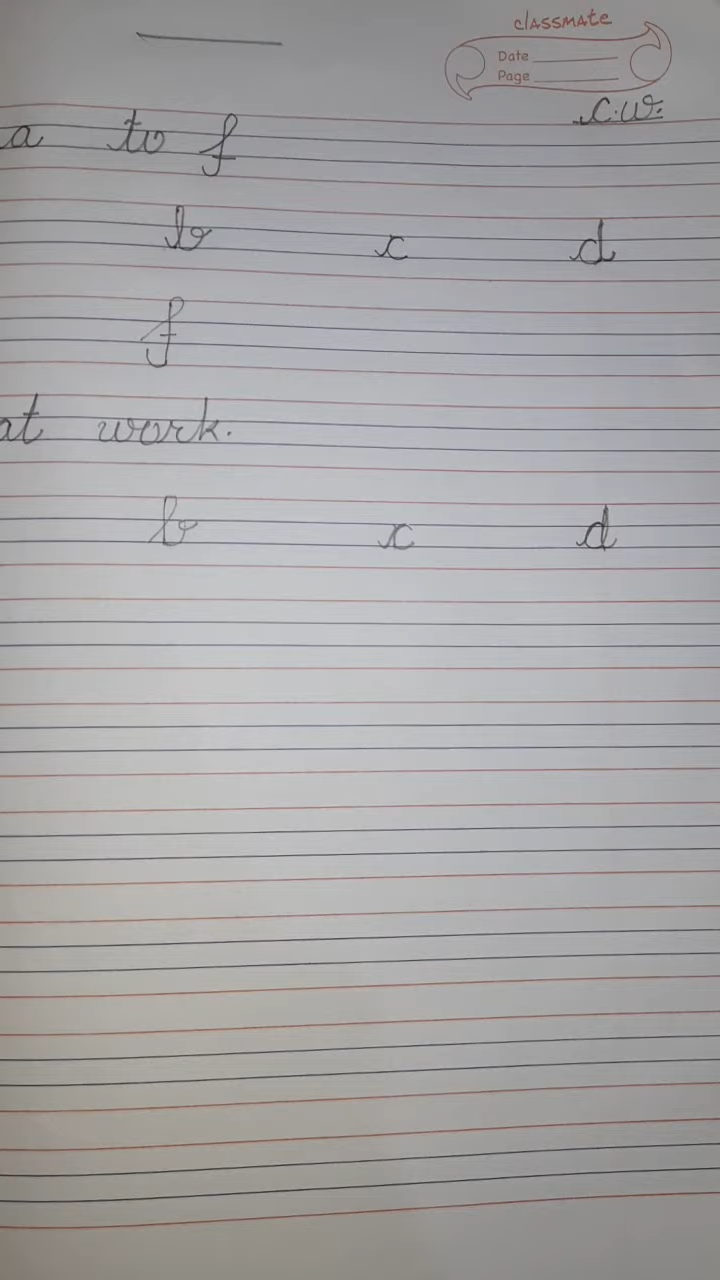 classmate
Date
Page
c.w.
a to f
b c d
f
at work.
b c d